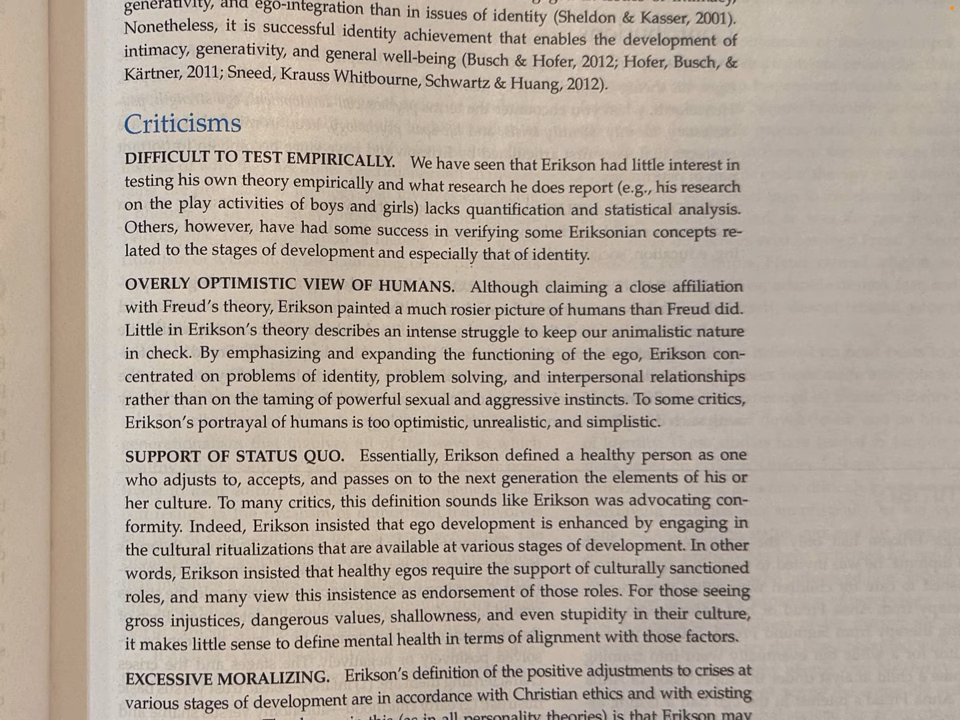 generativity, and ego-integration than in issues of identity (Sheldon & Kasser, 2001).
Nonetheless, it is successful identity achievement that enables the development of
intimacy, generativity, and general well-being (Busch & Hofer, 2012; Hofer, Busch, &
Kärtner, 2011; Sneed, Krauss Whitbourne, Schwartz & Huang, 2012).
Criticisms
DIFFICULT TO TEST EMPIRICALLY. We have seen that Erikson had little interest in
testing his own theory empirically and what research he does report (e.g., his research
on the play activities of boys and girls) lacks quantification and statistical analysis.
Others, however, have had some success in verifying some Eriksonian concepts re-
lated to the stages of development and especially that of identity.
OVERLY OPTIMISTIC VIEW OF HUMANS. Although claiming a close affiliation
with Freud's theory, Erikson painted a much rosier picture of humans than Freud did.
Little in Erikson's theory describes an intense struggle to keep our animalistic nature
in check. By emphasizing and expanding the functioning of the ego, Erikson con-
centrated on problems of identity, problem solving, and interpersonal relationships
rather than on the taming of powerful sexual and aggressive instincts. To some critics,
Erikson's portrayal of humans is too optimistic, unrealistic, and simplistic.
SUPPORT OF STATUS QUO. Essentially, Erikson defined a healthy person as one
who adjusts to, accepts, and passes on to the next generation the elements of his or
her culture. To many critics, this definition sounds like Erikson was advocating con-
formity. Indeed, Erikson insisted that ego development is enhanced by engaging in
the cultural ritualizations that are available at various stages of development. In other
words, Erikson insisted that healthy egos require the support of culturally sanctioned
roles, and many view this insistence as endorsement of those roles. For those seeing
gross injustices, dangerous values, shallowness, and even stupidity in their culture,
it makes little sense to define mental health in terms of alignment with those factors.
EXCESSIVE MORALIZING. Erikson's definition of the positive adjustments to crises at
various stages of development are in accordance with Christian ethics and with existing
this (as in all personality theories) is that Erikson may